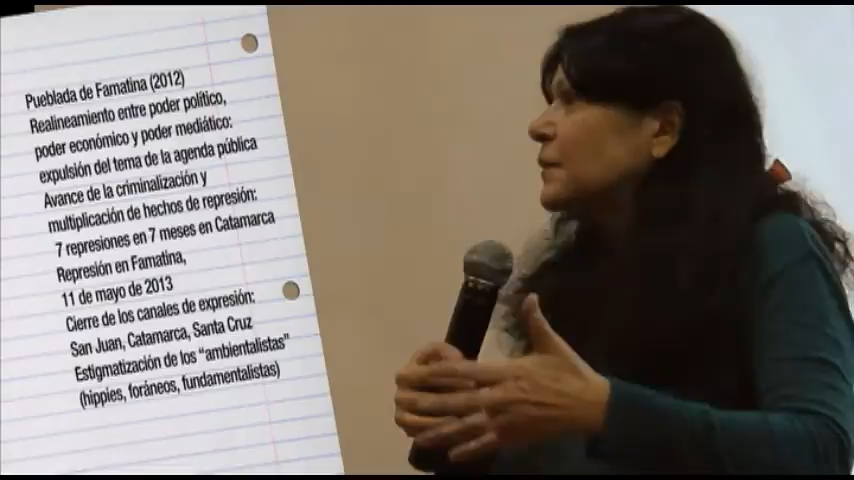 Pueblada de Famatina (2012)
Realineamiento entre poder político,
poder económico y poder mediático:
expulsión del tema de la agenda pública
Avance de la criminalización y
multiplicación de hechos de represión:
7 represiones en 7 meses en Catamarca
Represión en Famatina,
11 de mayo de 2013
Cierre de los canales de expresión:
San Juan, Catamarca, Santa Cruz
Estigmatización de los “ambientalistas”
(hippies, foráneos, fundamentalistas)